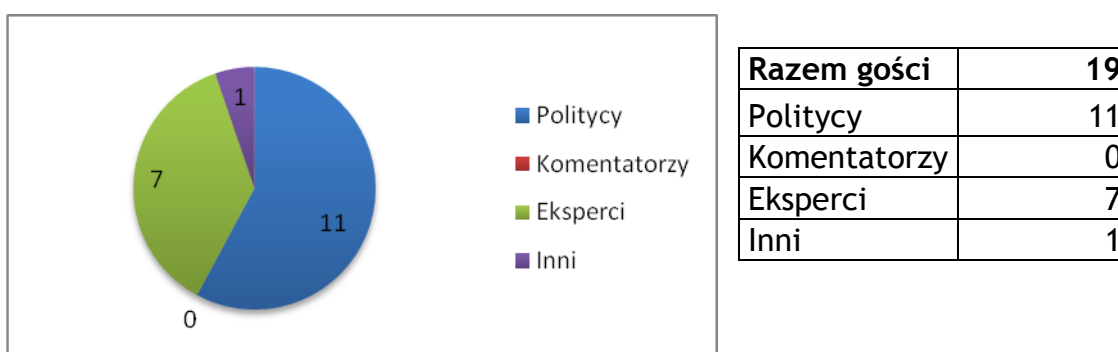 1
7
11
0
Politycy
Komentatorzy
Eksperci
Inni
Razem gości 19
Politycy 11
Komentatorzy 0
Eksperci 7
Inni 1